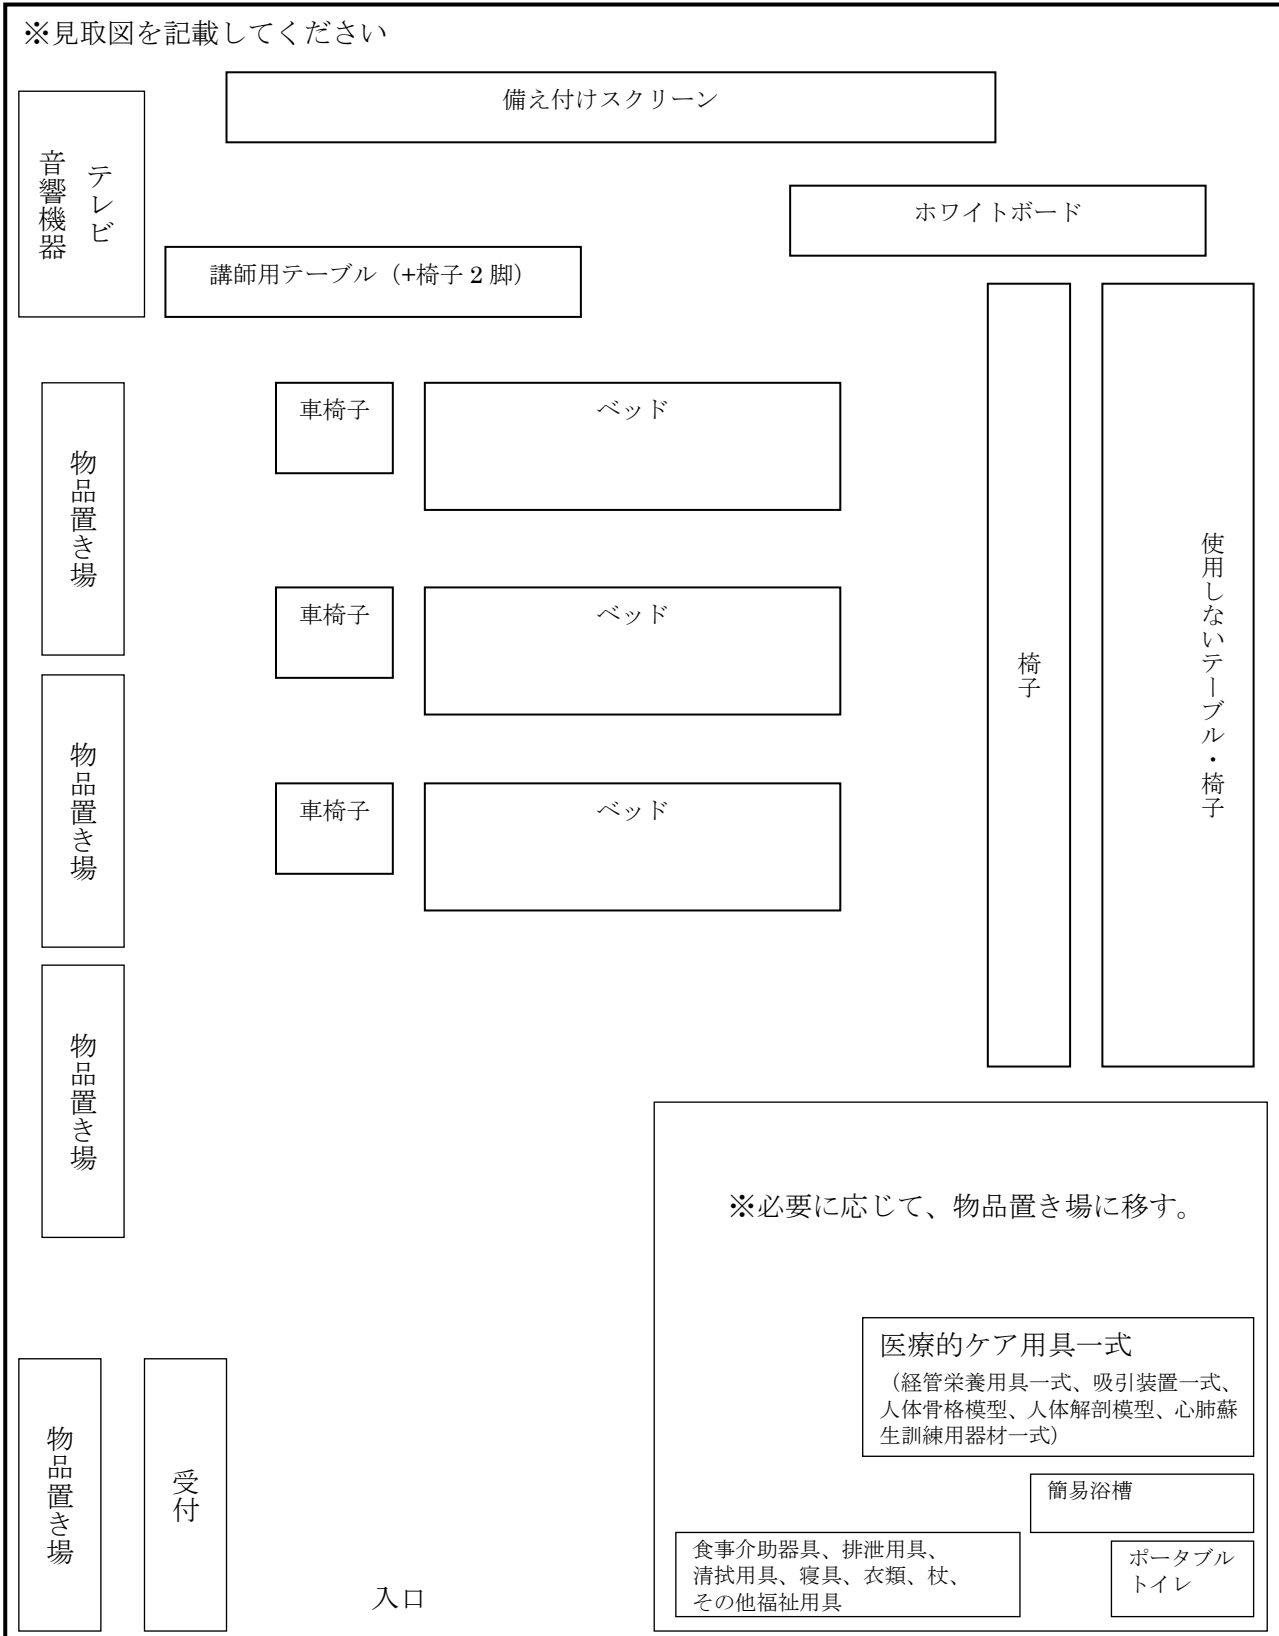 ※見取図を記載してください
備え付けスクリーン
テレビ
音響機器
ホワイトボード
講師用テーブル（+椅子 2 脚）
車椅子
ベッド
物品置き場
車椅子
ベッド
椅子
使用しないテーブル・椅子
物品置き場
車椅子
ベッド
物品置き場
※必要に応じて、物品置き場に移す。
医療的ケア用具一式
（経管栄養用具一式、吸引装置一式、
人体骨格模型、人体解剖模型、心肺蘇
生訓練用器材一式）
物品置き場
受付
簡易浴槽
食事介助器具、排泄用具、
清拭用具、寝具、衣類、杖、
その他福祉用具
ポータブル
トイレ
入口